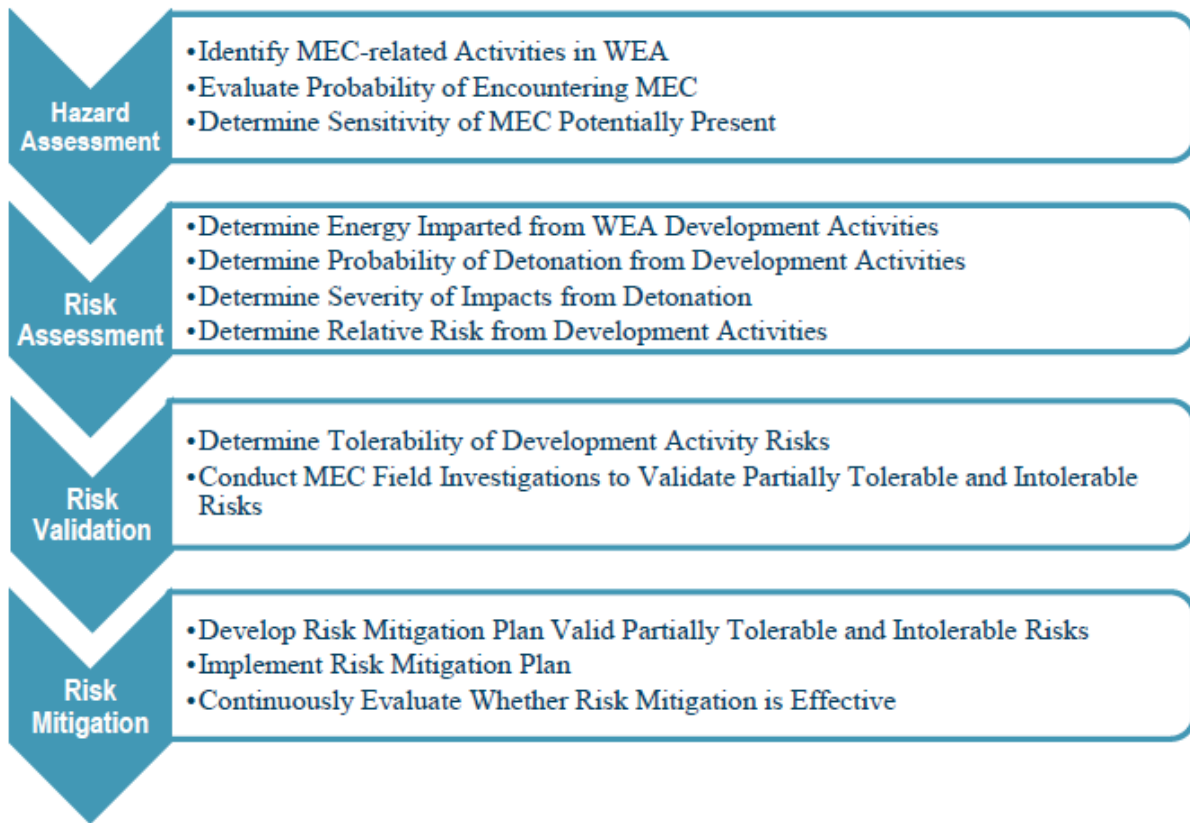 Hazard
Assessment
•Identify MEC-related Activities in WEA
•Evaluate Probability of Encountering MEC
•Determine Sensitivity of MEC Potentially Present
Risk
Assessment
•Determine Energy Imparted from WEA Development Activities
•Determine Probability of Detonation from Development Activities
•Determine Severity of Impacts from Detonation
•Determine Relative Risk from Development Activities
Risk
Validation
•Determine Tolerability of Development Activity Risks
•Conduct MEC Field Investigations to Validate Partially Tolerable and Intolerable
Risks
Risk
Mitigation
•Develop Risk Mitigation Plan Valid Partially Tolerable and Intolerable Risks
•Implement Risk Mitigation Plan
•Continuously Evaluate Whether Risk Mitigation is Effective